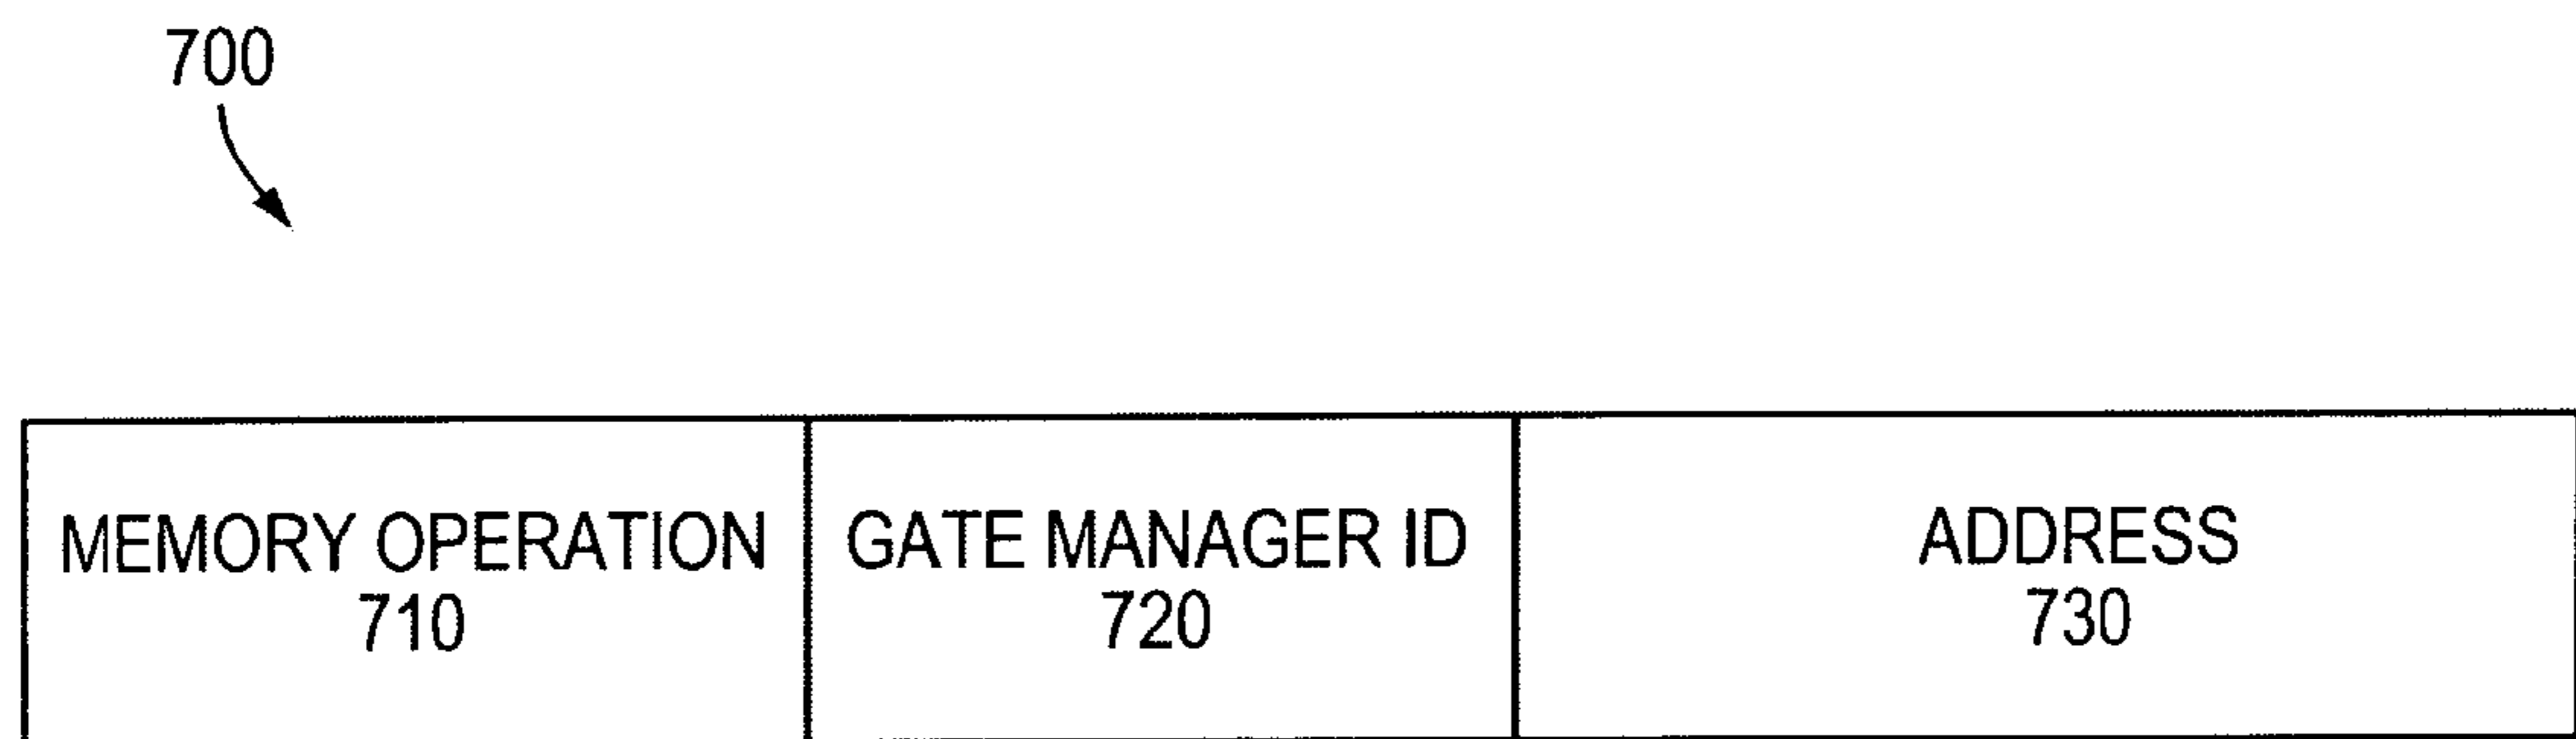 700
MEMORY OPERATION
710
GATE MANAGER ID
720
ADDRESS
730